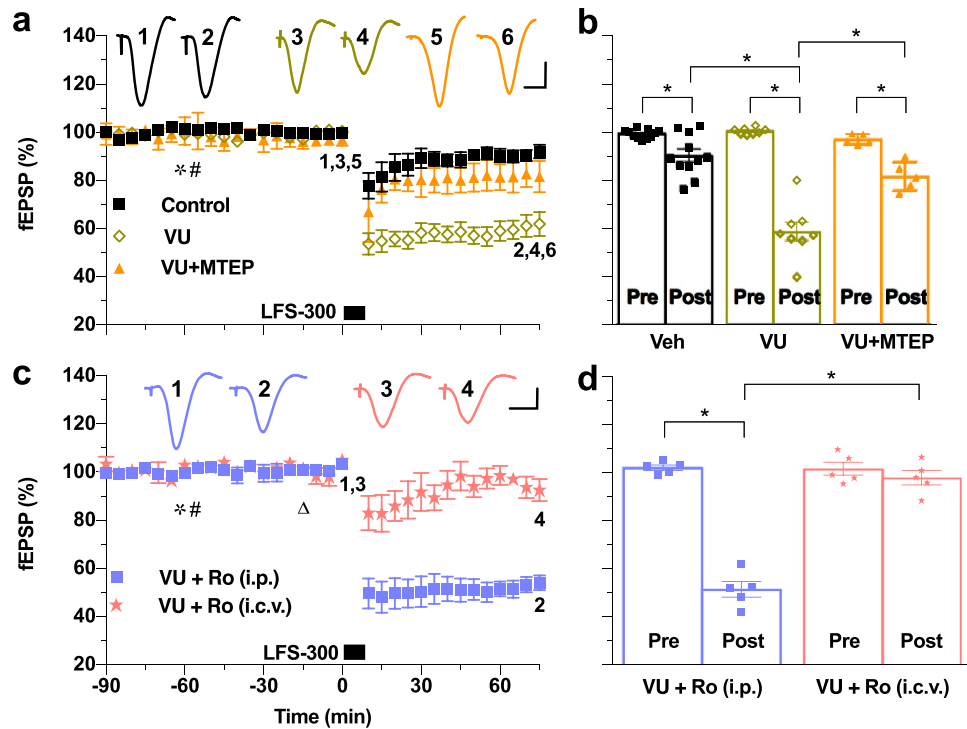 a
140
120
100
80
60
40
20
fEPSP (%)
1 2 3 4 5 6
*#
1,3,5
Control
VU
VU+MTEP
2,4,6
LFS-300
b
* * *
* *
Pre Post Pre Post Pre Post
Veh VU VU+MTEP
c
140
120
100
80
60
40
20
fEPSP (%)
1 2 3 4
*# Δ
1,3
4
VU + Ro (i.p.)
VU + Ro (i.c.v.)
2
LFS-300
-90 -60 -30 0 30 60
Time (min)
d
*
*
Pre Post Pre Post
VU + Ro (i.p.) VU + Ro (i.c.v.)